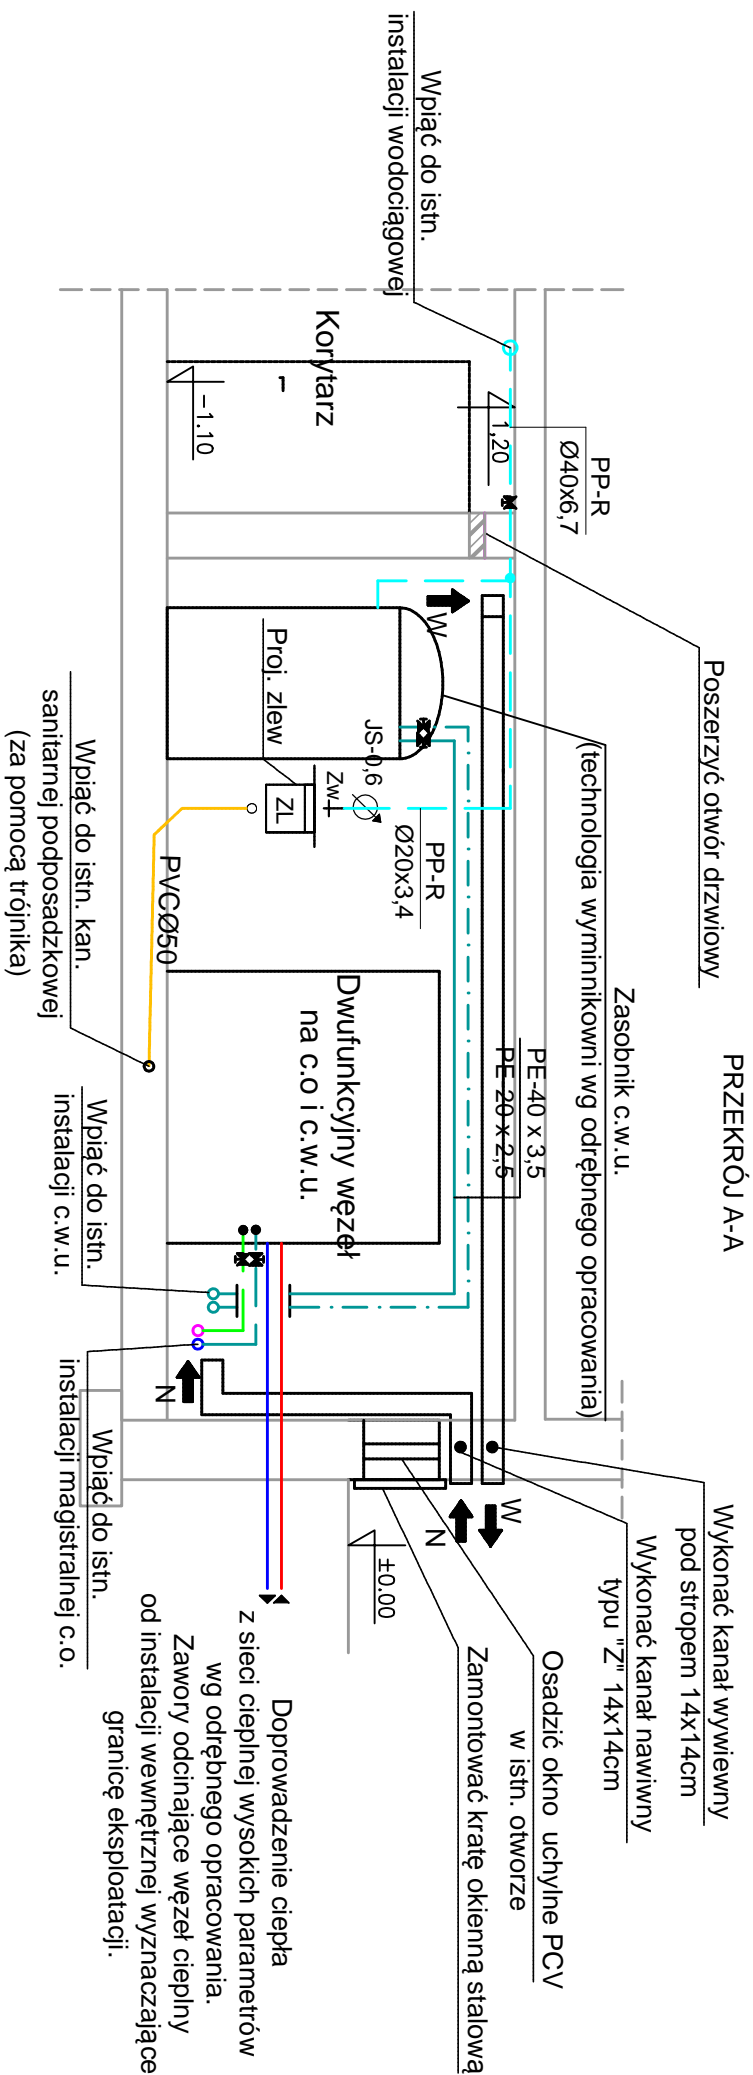 PRZEKRÓJ A-A
Wpiąć do istn.
instalacji wodociągowej
PP-R
Ø40x6,7
Poszerzyć otwór drzwiowy
Zasobnik c.w.u.
(technologia wyminnikowni wg odrębnego opracowania)
PE-40 x 3,5
PE 20 x 2,5
Wykonać kanał wywiewny
pod stropem 14x14cm
Wykonać kanał nawiwny
typu "Z" 14x14cm
Osadzić okno uchylne PCV
w istn. otworze
Zamontować kratę okienną stalową
Korytarz
1,20
-1.10
W
JS-0,6
Zw
PP-R
Ø20x3,4
Proj. zlew
ZL
PVCØ50
Dwufunkcyjny węzeł
na c.o i c.w.u.
N
W
N
±0.00
Wpiąć do istn. kan.
sanitarnej podposadzkowej
(za pomocą trójnika)
Wpiąć do istn.
instalacji c.w.u.
Wpiąć do istn.
instalacji magistralnej c.o.
Doprowadzenie ciepła
z sieci cieplnej wysokich parametrów
wg odrębnego opracowania.
Zawory odcinające węzeł cieplny
od instalacji wewnętrznej wyznaczające
granicę eksploatacji.